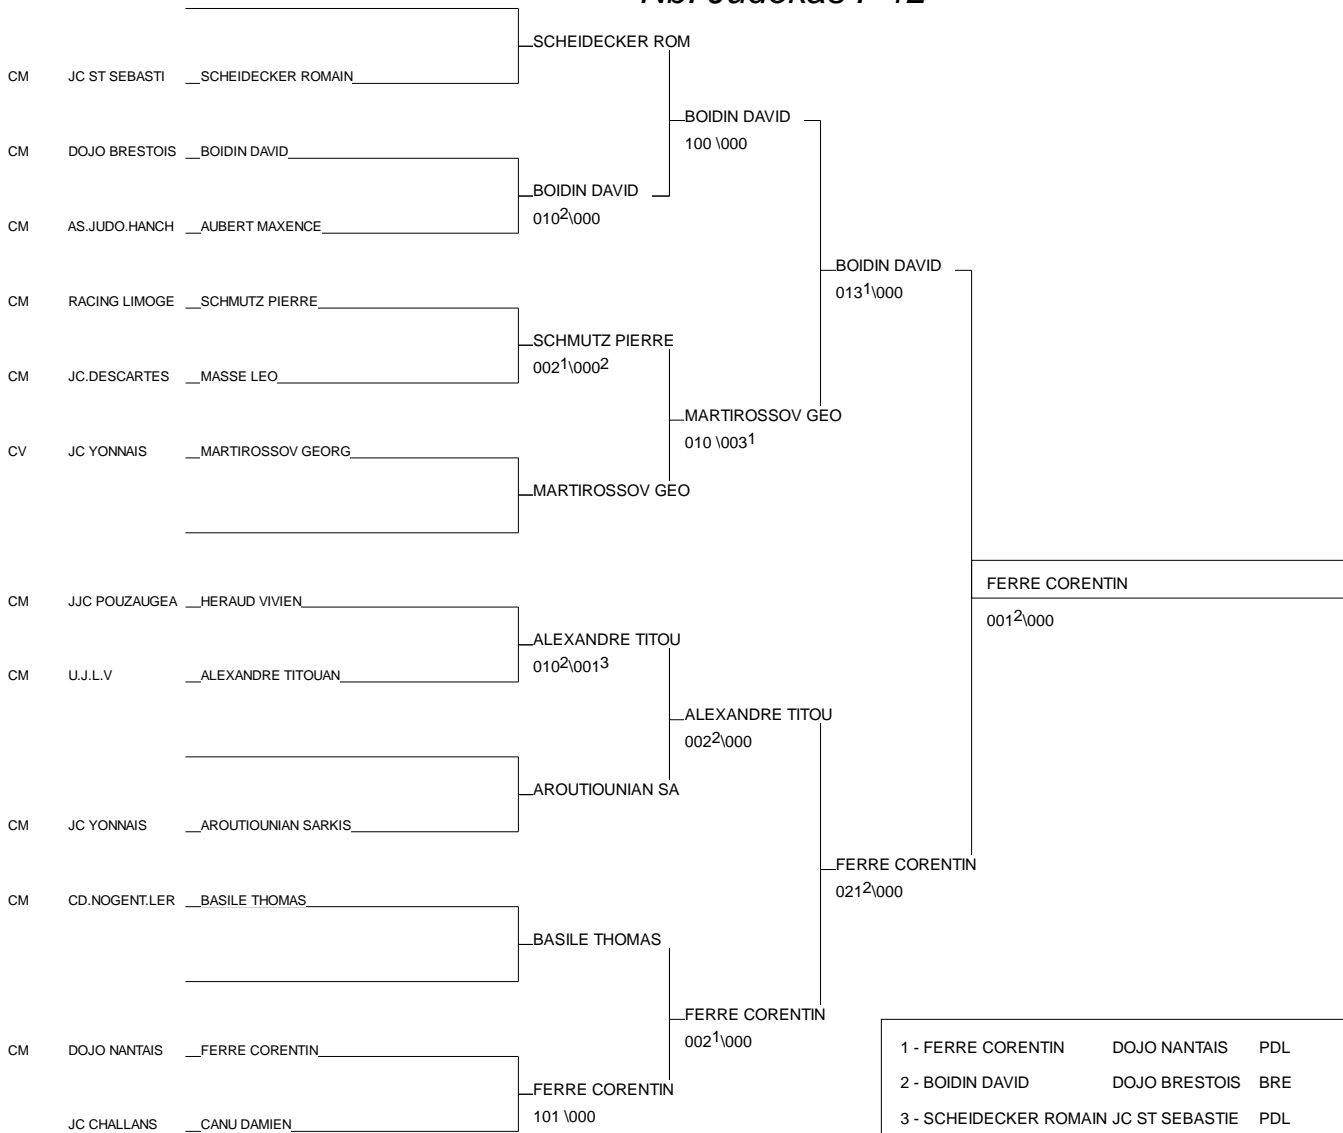 Nbr Judokas : 12
SCHEIDECKER ROM
CM JC ST SEBASTI SCHEIDECKER ROMAIN
BOIDIN DAVID
100 \000
CM DOJO BRESTOIS BOIDIN DAVID
BOIDIN DAVID
010² \000
CM AS.JUDO.HANCH AUBERT MAXENCE
BOIDIN DAVID
013¹\000
CM RACING LIMOGE SCHMUTZ PIERRE
SCHMUTZ PIERRE
002¹\000²
CM JC.DESCARTES MASSE LEO
MARTIROSSOV GEO
010 \003¹
CV JC YONNAIS MARTIROSSOV GEORG
MARTIROSSOV GEO
FERRE CORENTIN
001²\000
CM JJC POUZAUGEA HERAUD VIVIEN
ALEXANDRE TITOU
010²\001³
CM U.J.L.V ALEXANDRE TITOUAN
ALEXANDRE TITOU
002²\000
AROUTIOUNIAN SA
CM JC YONNAIS AROUTIOUNIAN SARKIS
FERRE CORENTIN
021²\000
CM CD.NOGENT.LER BASILE THOMAS
BASILE THOMAS
FERRE CORENTIN
002¹\000
CM DOJO NANTAIS FERRE CORENTIN
FERRE CORENTIN
101 \000
JC CHALLANS CANU DAMIEN
1 - FERRE CORENTIN DOJO NANTAIS PDL
2 - BOIDIN DAVID DOJO BRESTOIS BRE
3 - SCHEIDECKER ROMAIN JC ST SEBASTIE PDL